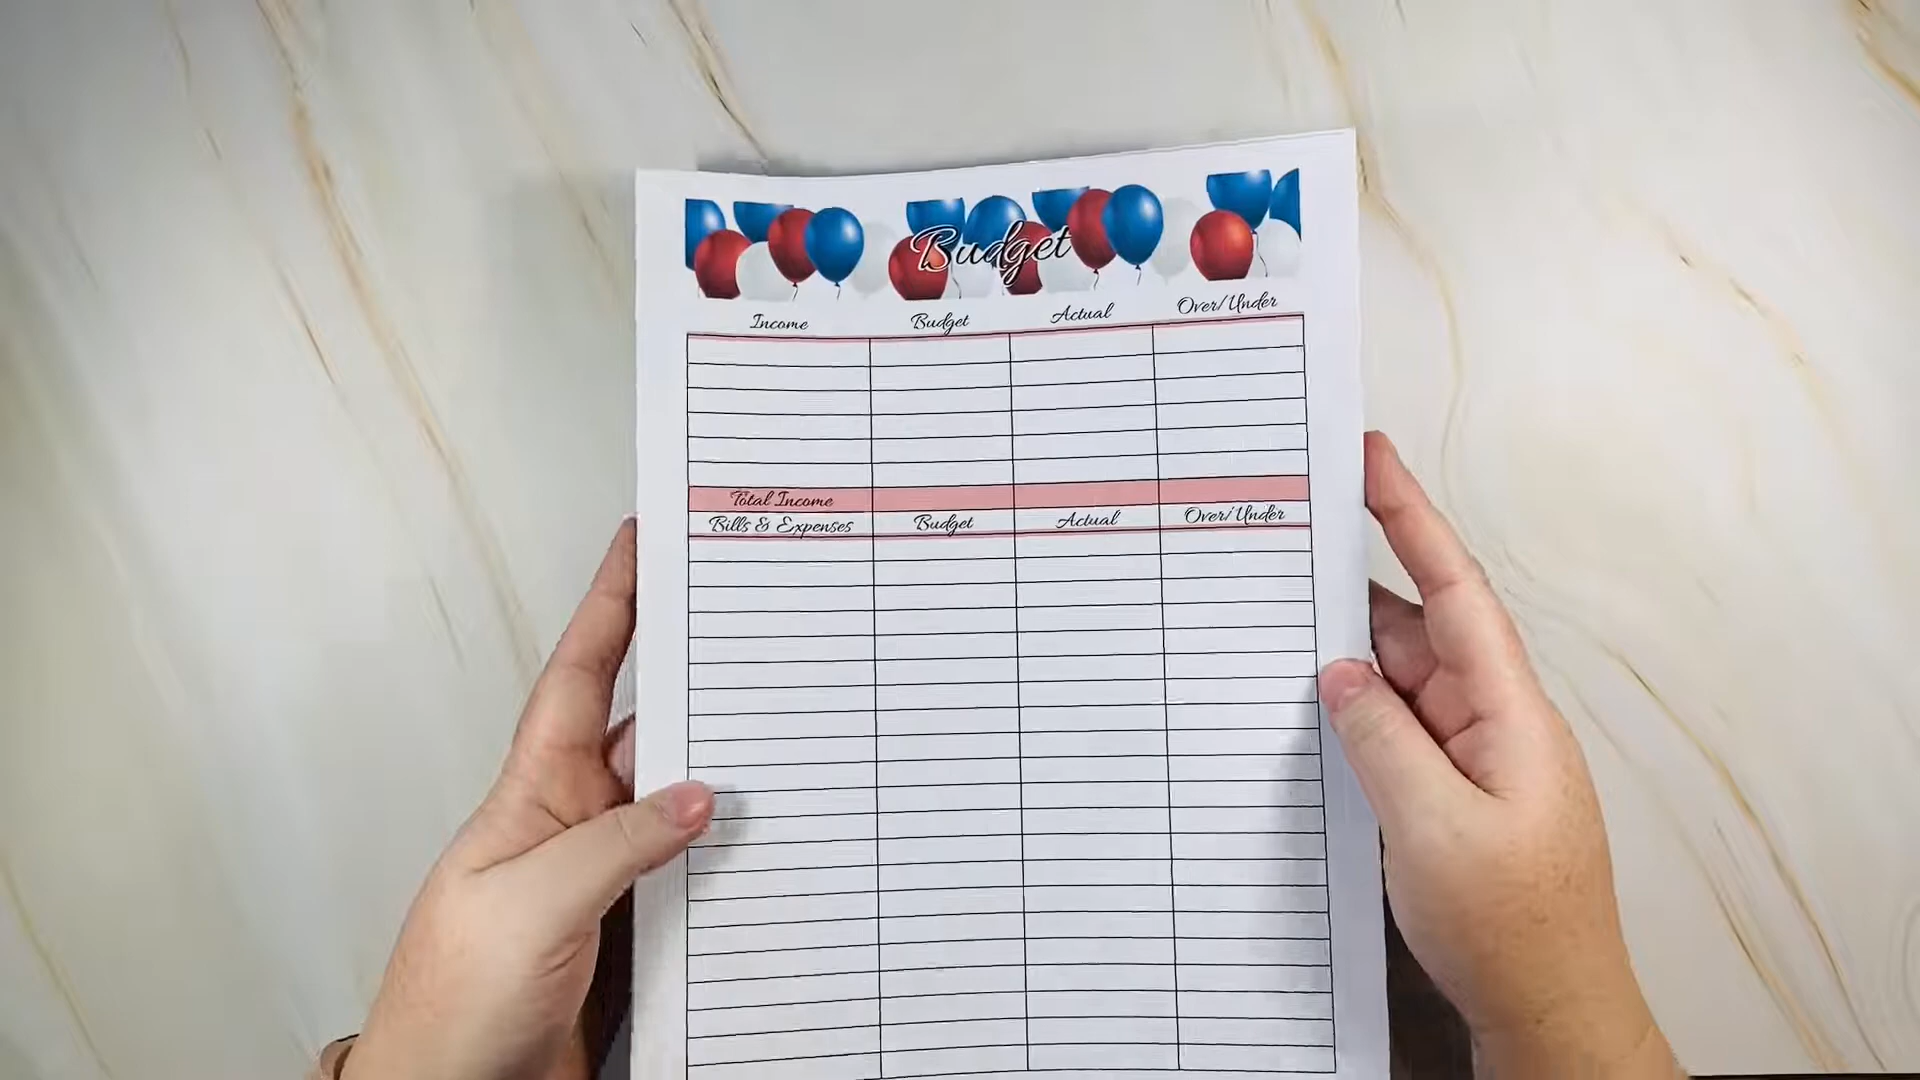 Budget
Income Budget Actual Over/Under
Total Income
Bills & Expenses Budget Actual Over/Under